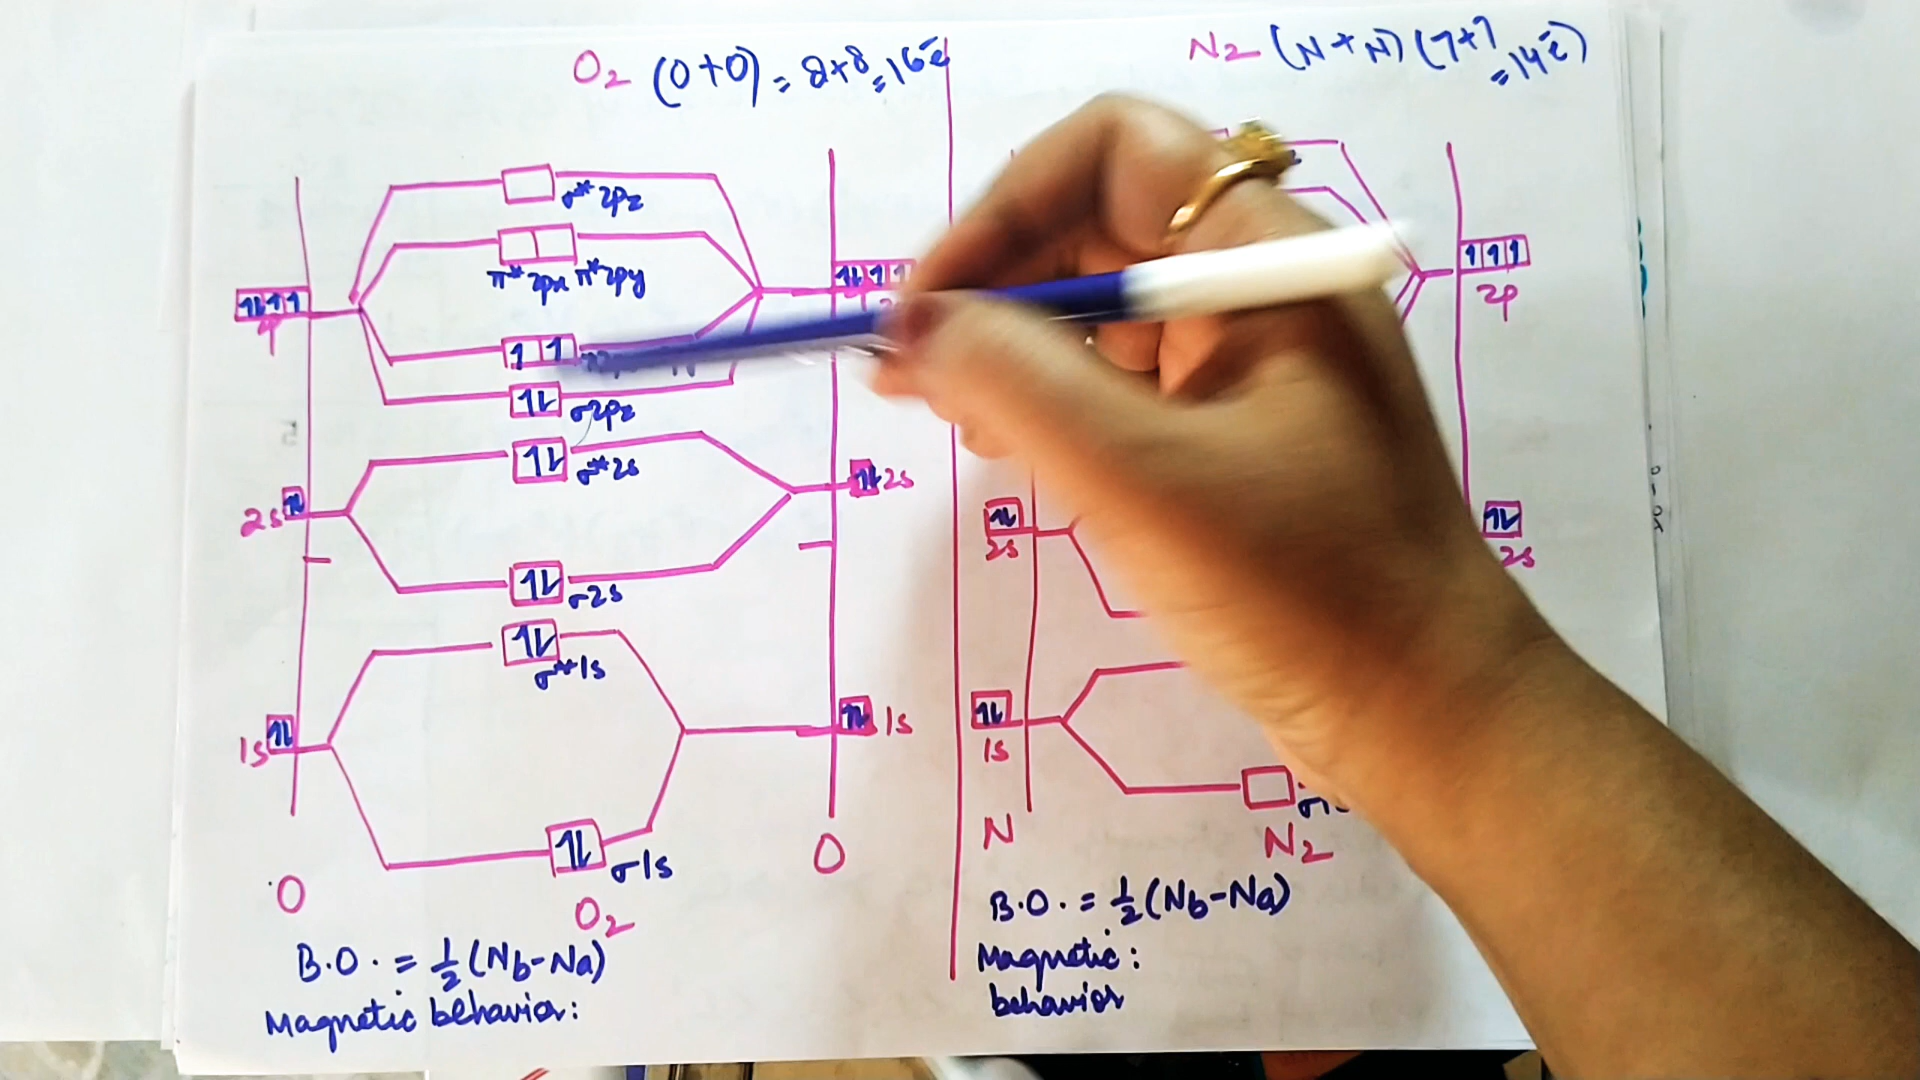 O₂ (O+O) = 8+8 = 16e⁻
σ* 2pz
π* 2px π* 2py
σ2pz
σ* 2s
2s
2s
σ2s
σ* 1s
1s
1s
σ1s
O
O₂
O
B.O. = 1/2 (Nb-Na)
Magnetic behavior:
N₂ (N+N) (7+7 = 14e⁻)
2p
2s
2s
1s
N
N₂
B.O. = 1/2 (Nb-Na)
Magnetic :
behavior